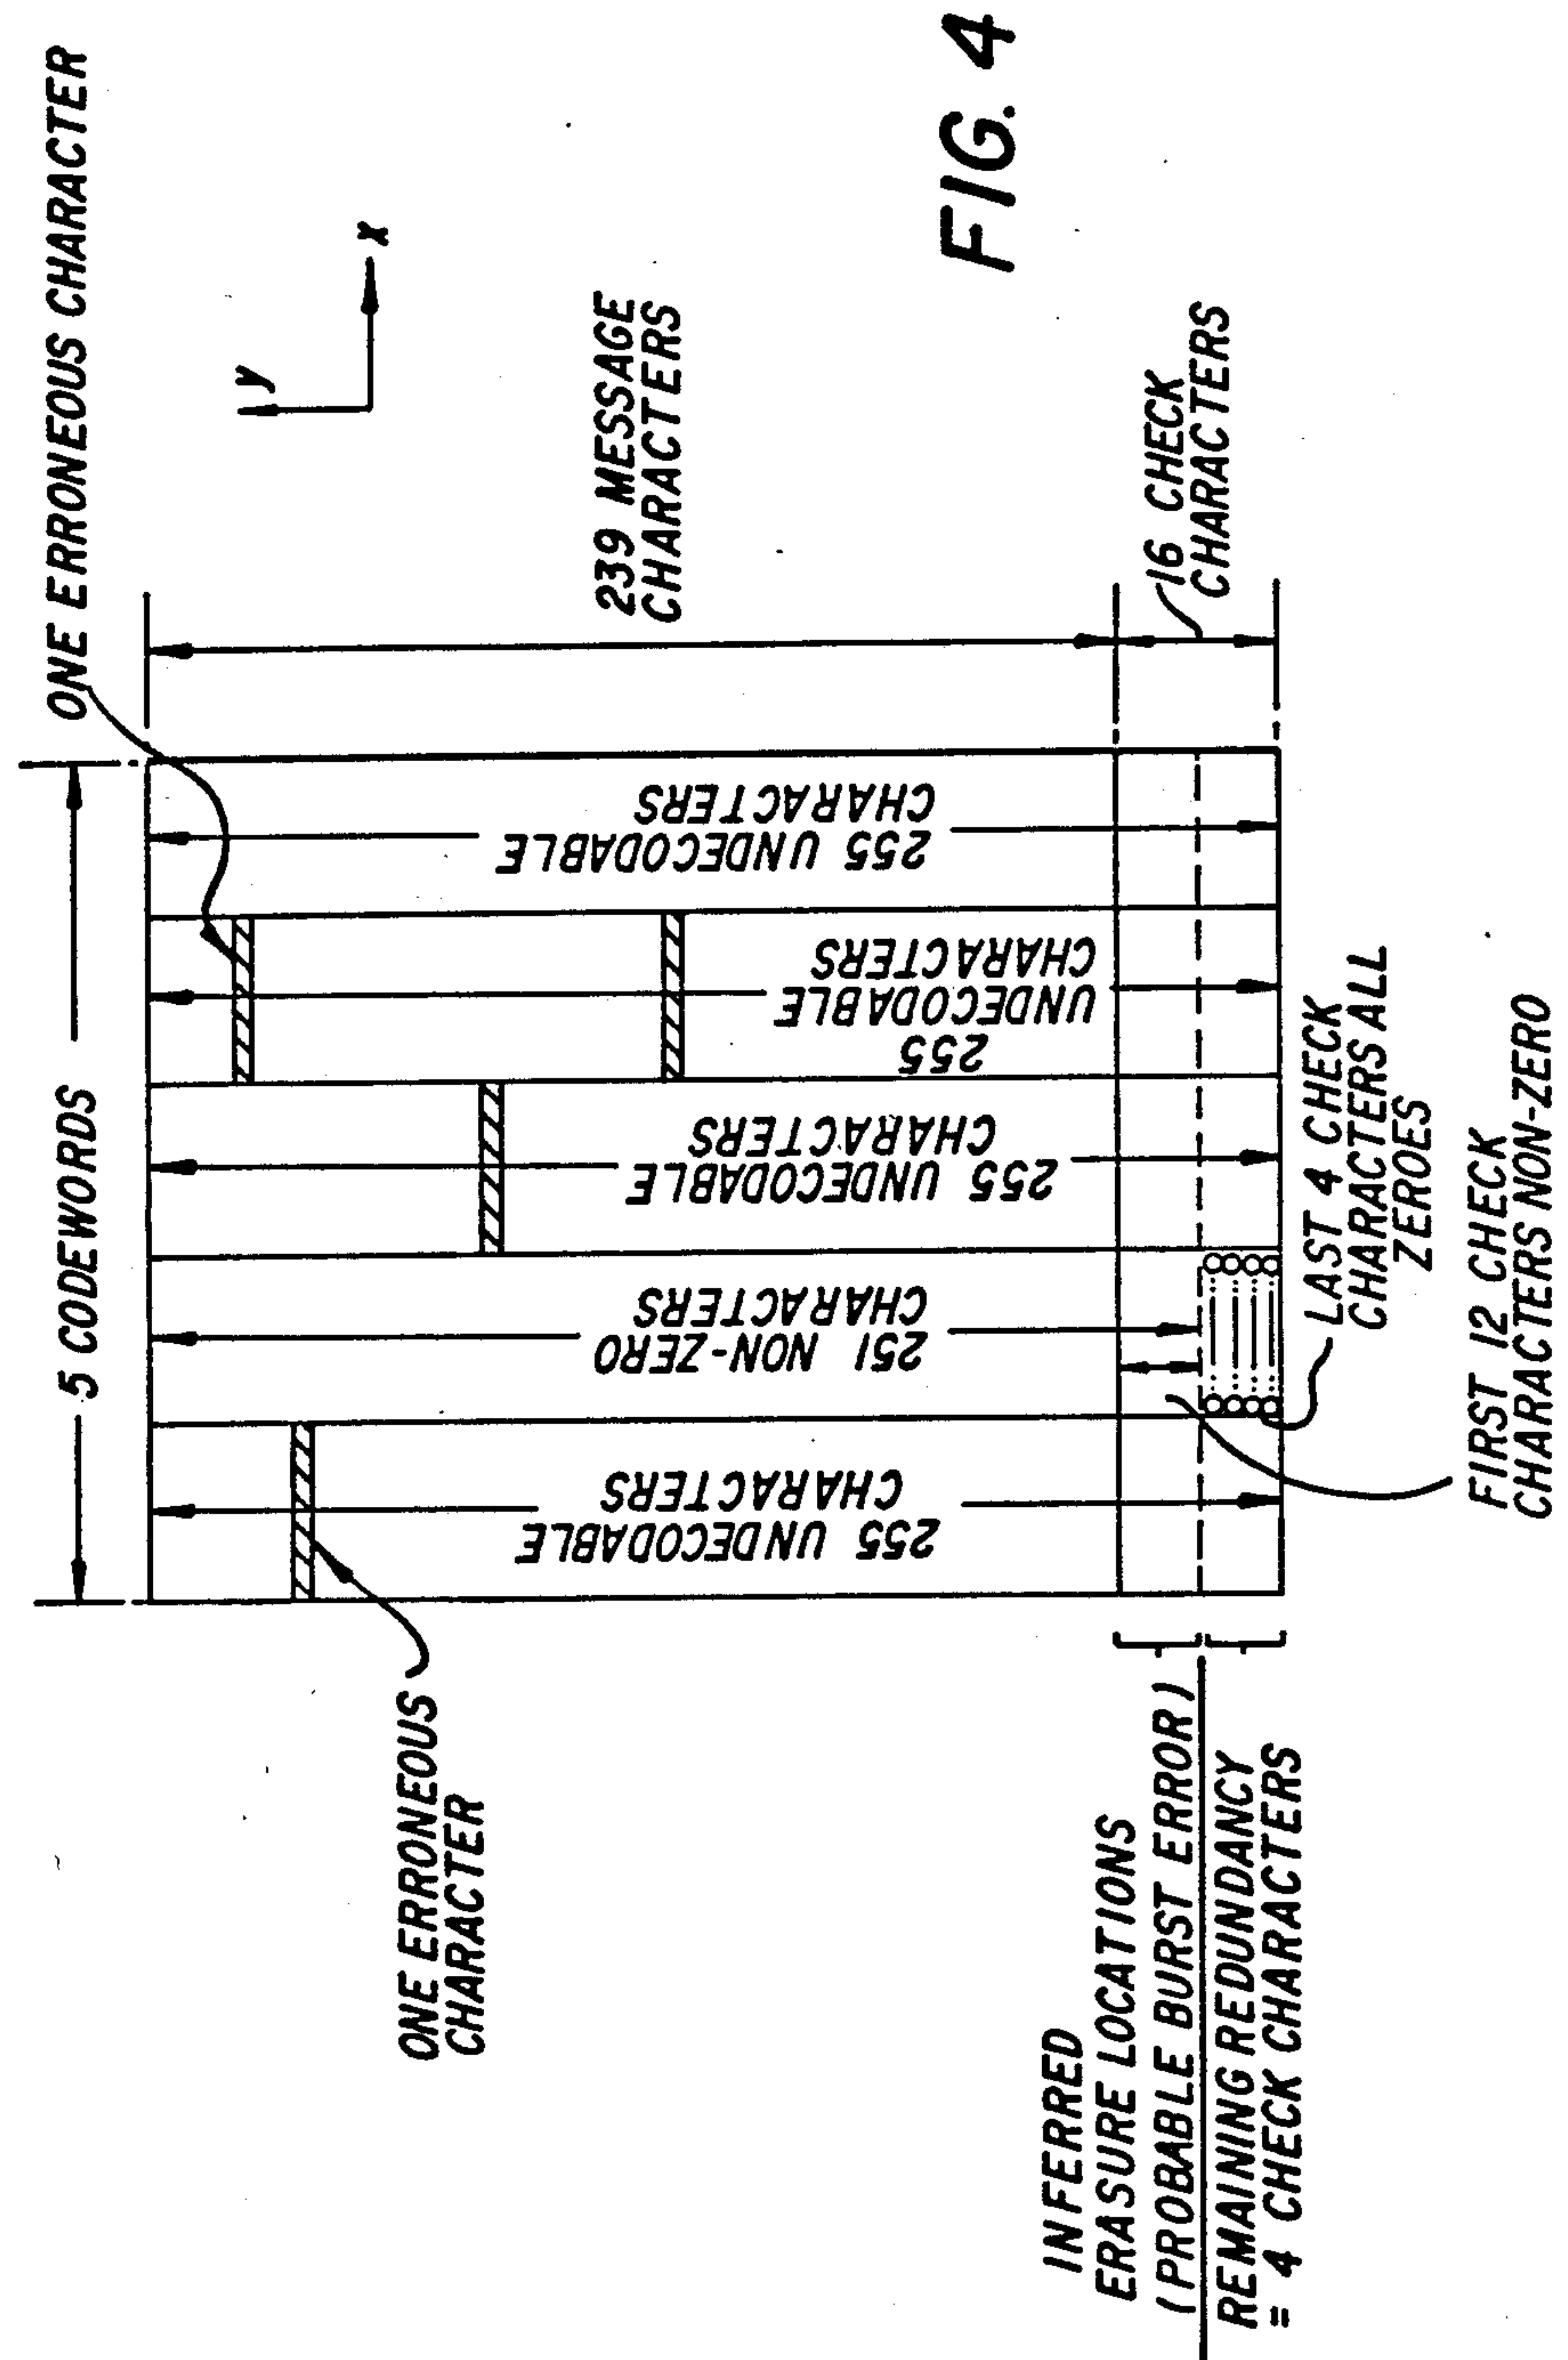 5 CODEWORDS
ONE ERRONEOUS CHARACTER
y
x
ONE ERRONEOUS
CHARACTER
255 UNDECODABLE
CHARACTERS
251 NON-ZERO
CHARACTERS
255 UNDECODABLE
CHARACTERS
255
UNDECODABLE
CHARACTERS
255 UNDECODABLE
CHARACTERS
239 MESSAGE
CHARACTERS
16 CHECK
CHARACTERS
INFERRED
ERASURE LOCATIONS
(PROBABLE BURST ERROR)
REMAINING REDUNDANCY
= 4 CHECK CHARACTERS
LAST 4 CHECK
CHARACTERS ALL
ZEROES
FIRST 12 CHECK
CHARACTERS NON-ZERO
FIG. 4